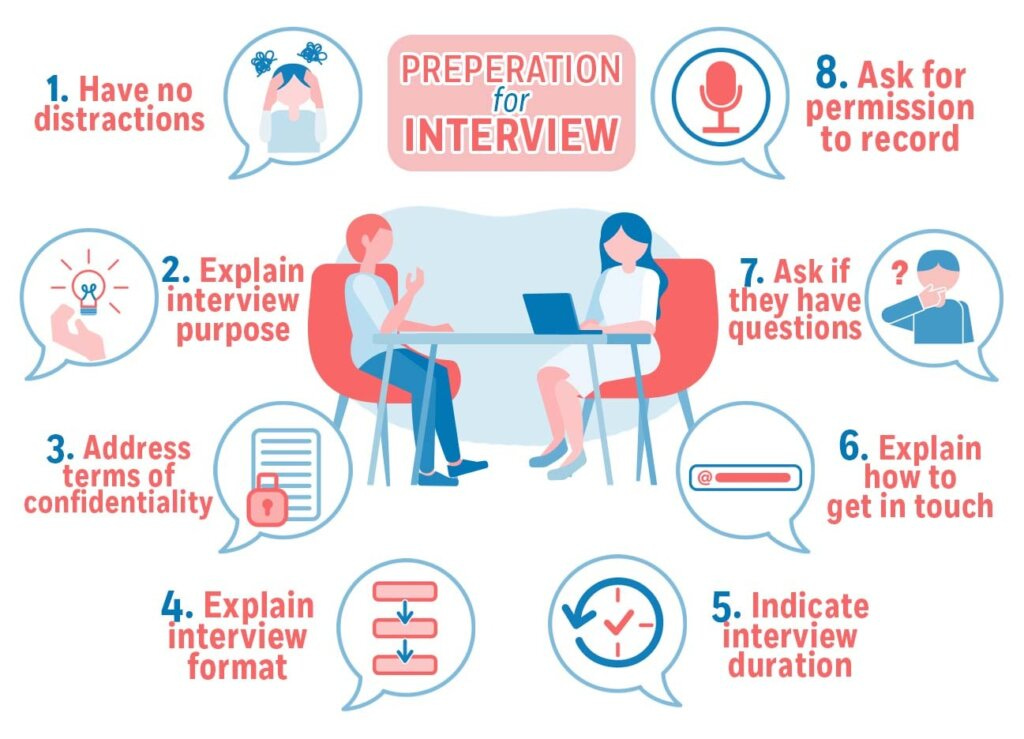 PREPERATION
for
INTERVIEW
1. Have no
distractions
2. Explain
interview
purpose
3. Address
terms of
confidentiality
4. Explain
interview
format
5. Indicate
interview
duration
6. Explain
how to
get in touch
@
7. Ask if
they have
questions
?
8. Ask for
permission
to record